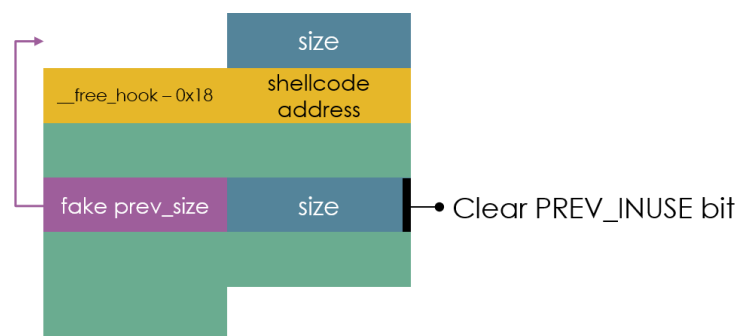 size
__free_hook – 0x18
shellcode
address
fake prev_size
size
Clear PREV_INUSE bit